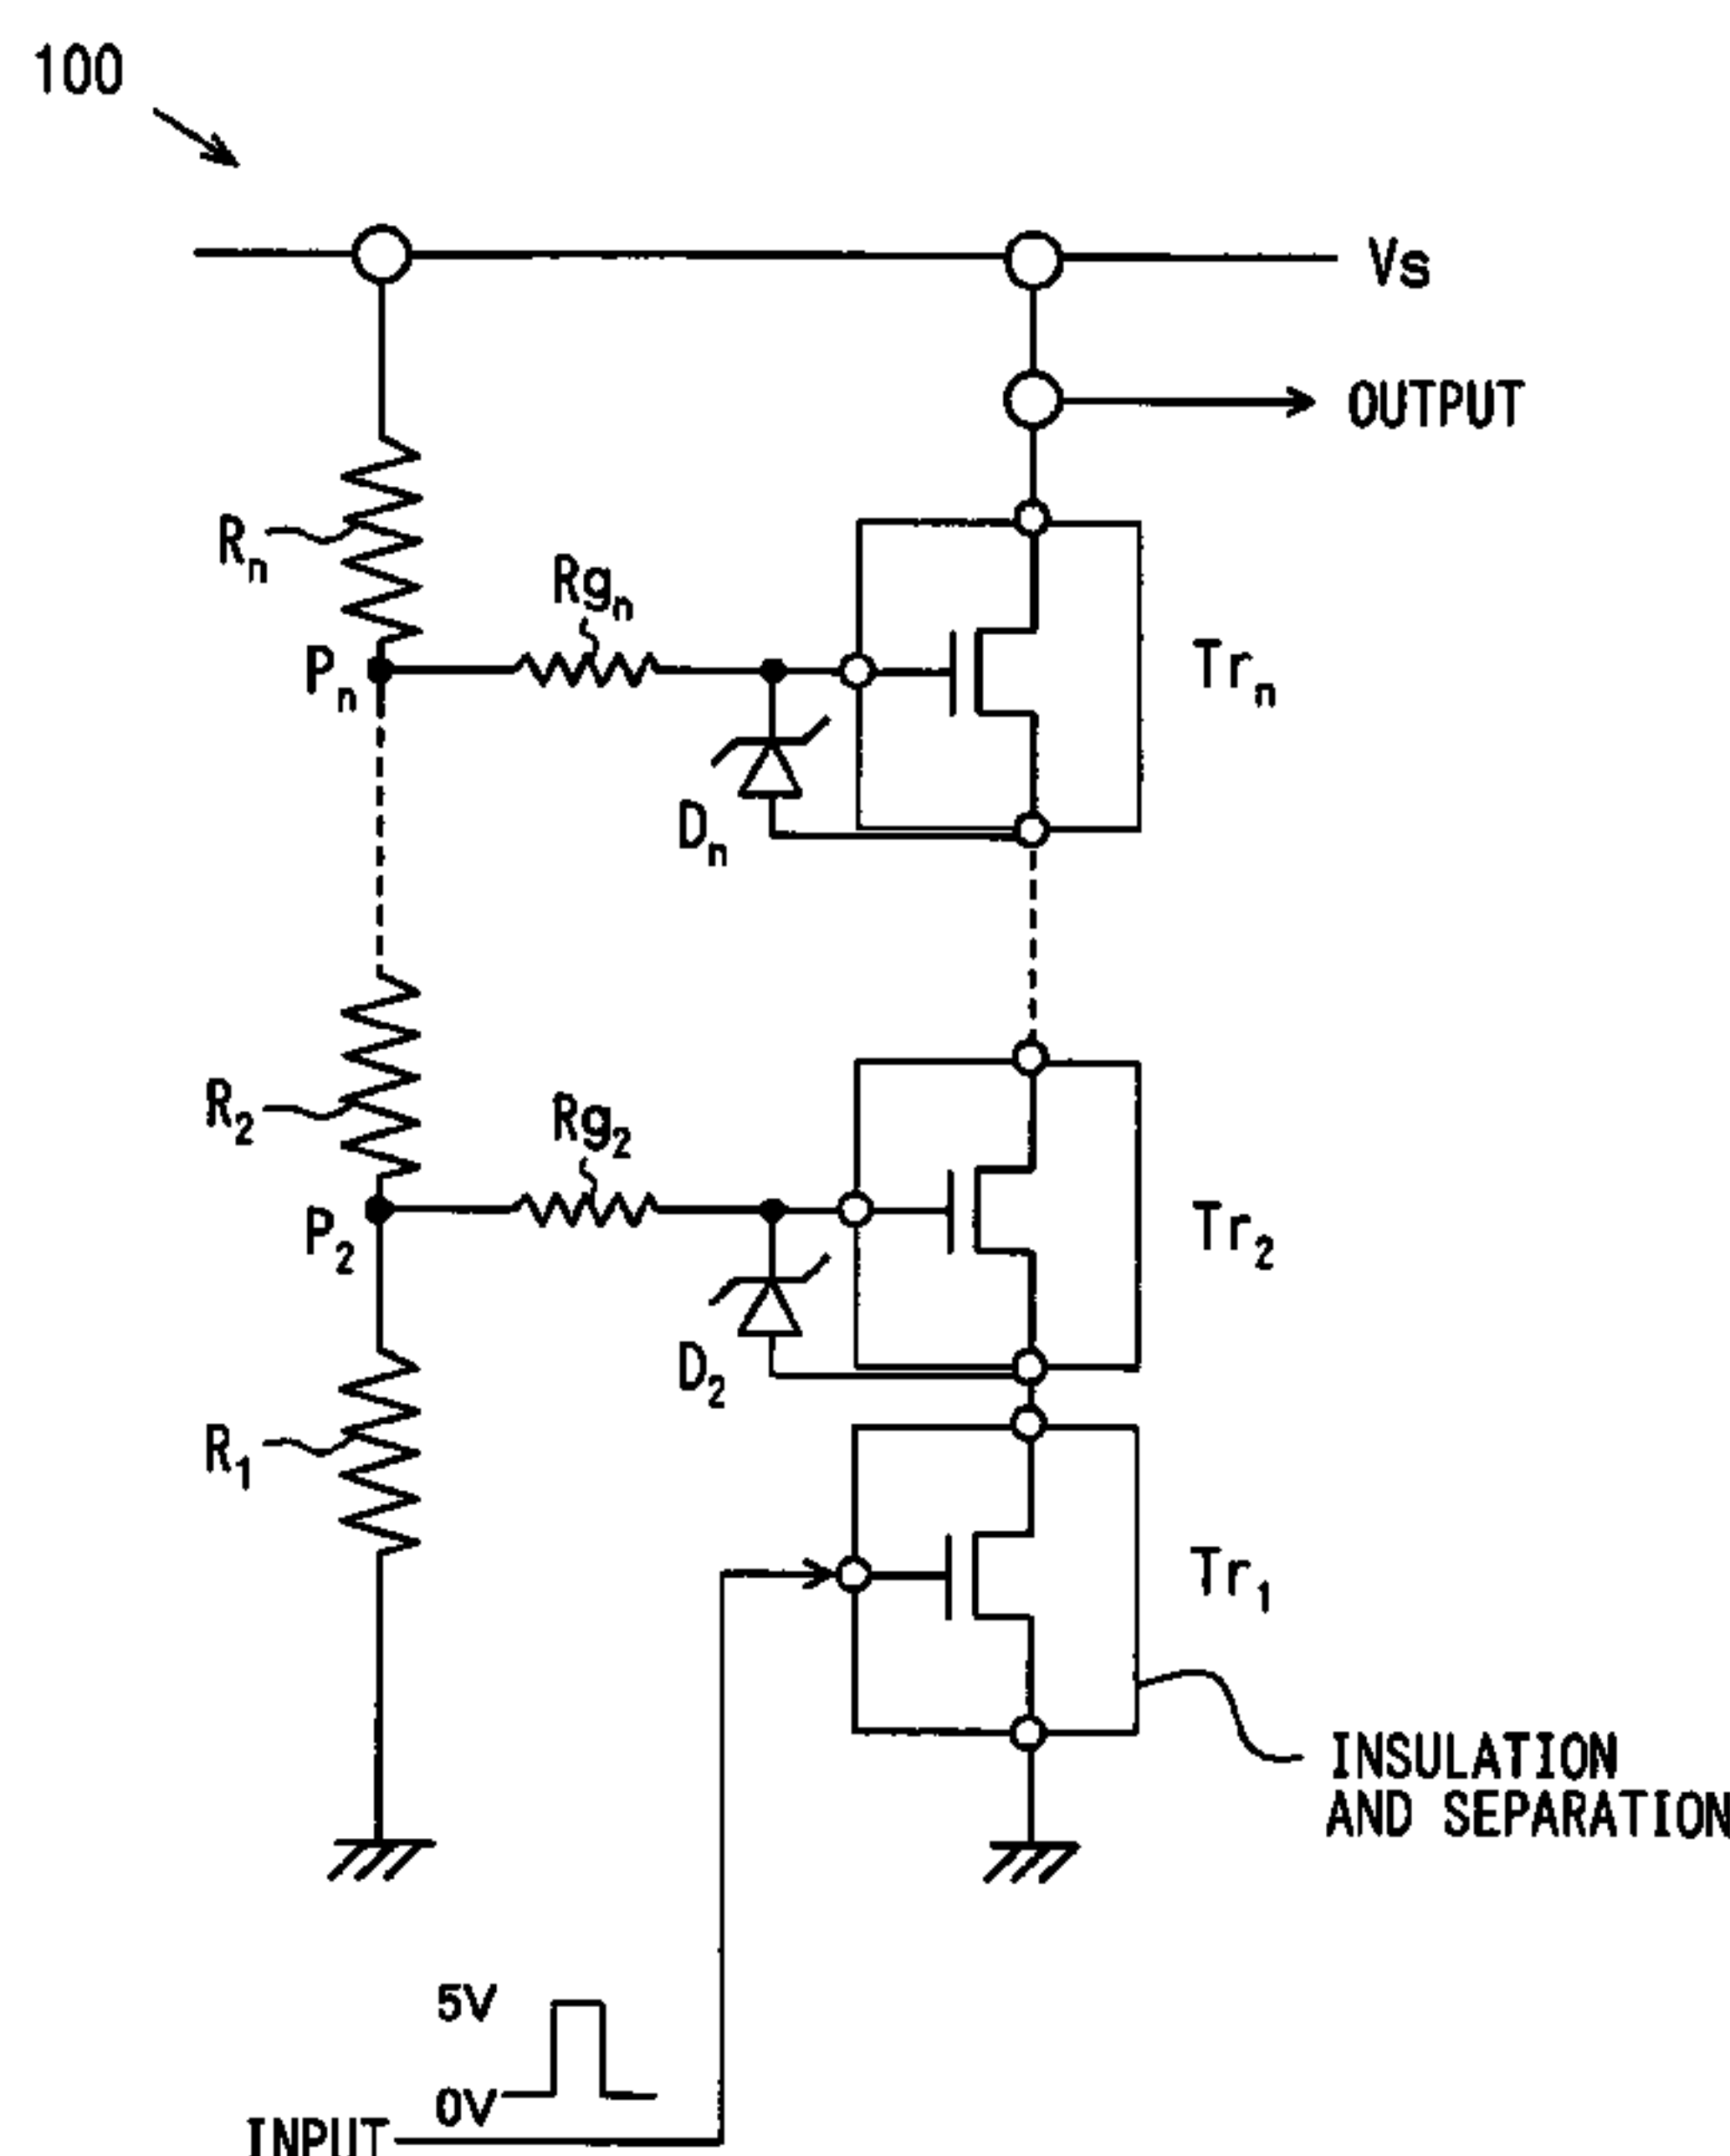 100
Vs
OUTPUT
Rn
Rgn
Pn
Trn
Dn
R2
Rg2
P2
Tr2
D2
R1
Tr1
INSULATION
AND SEPARATION
5V
0V
INPUT